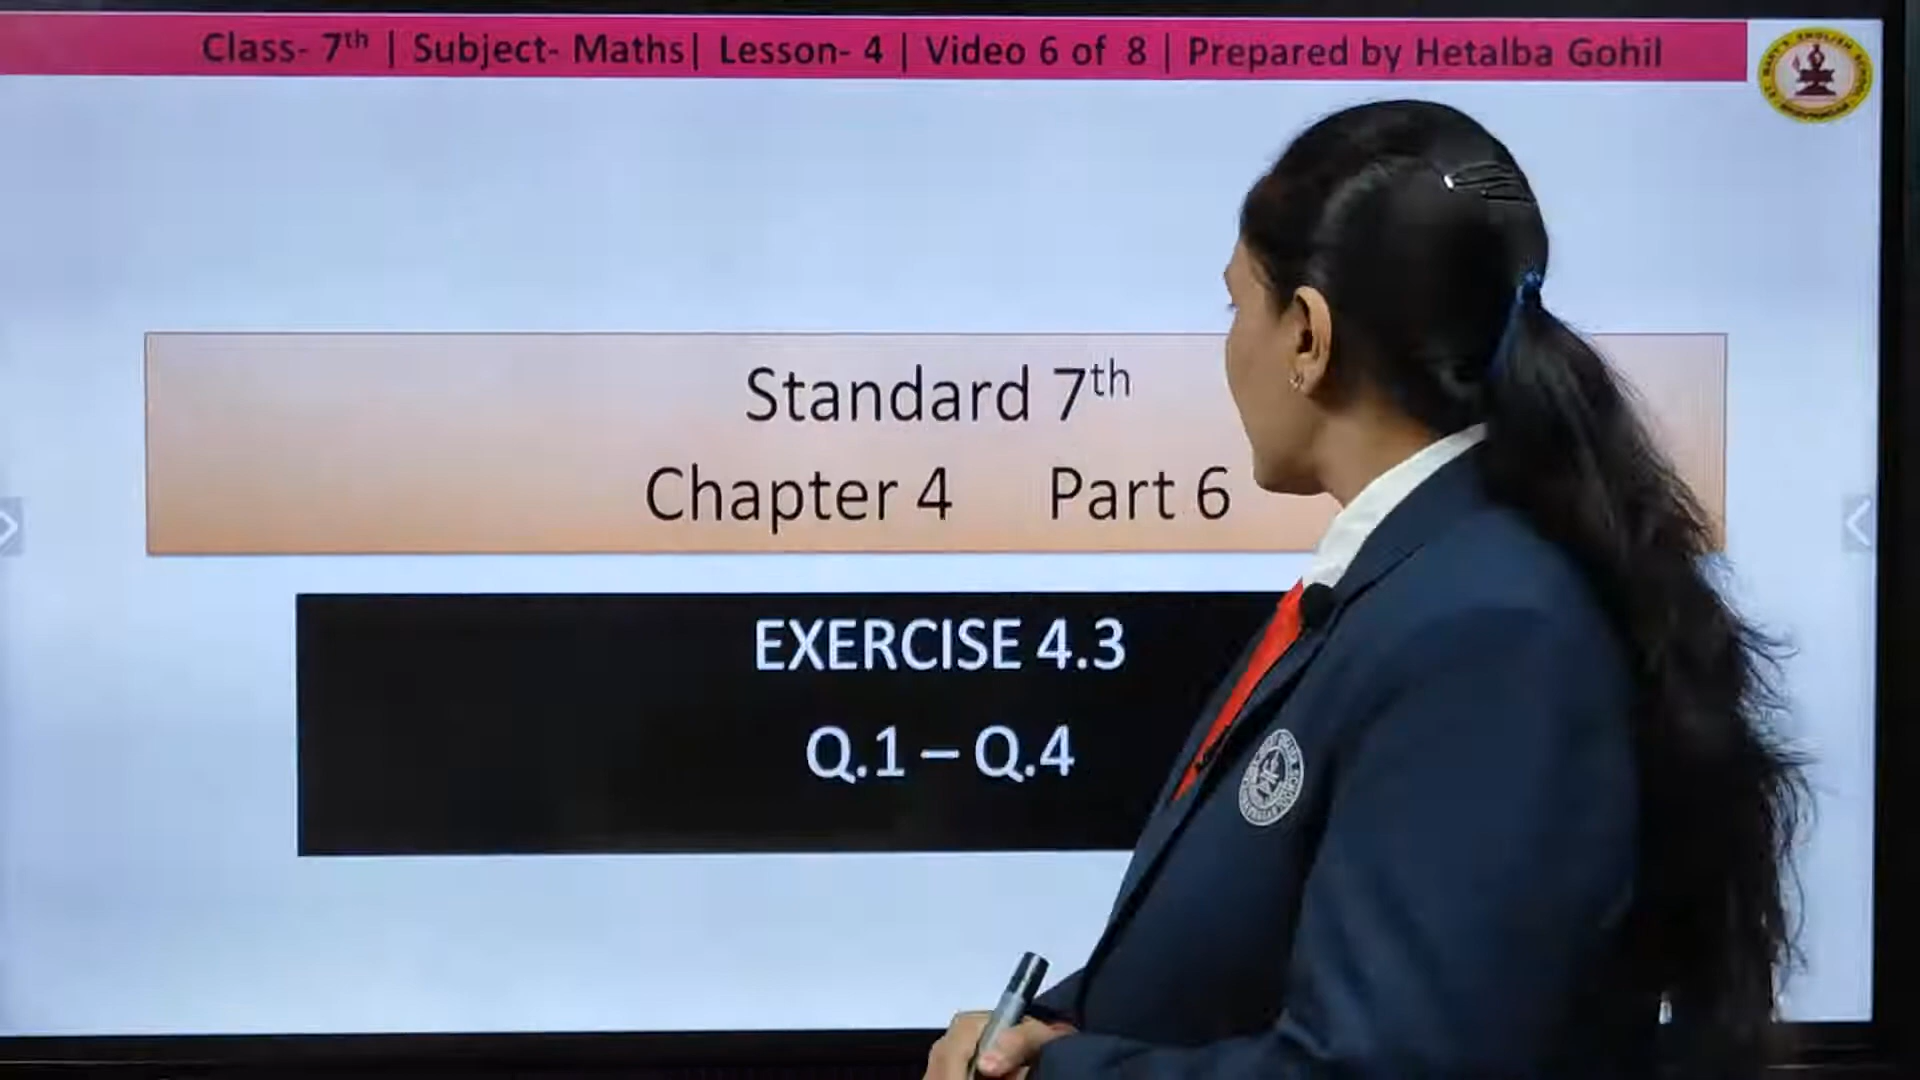 Class- 7th | Subject- Maths| Lesson- 4 | Video 6 of 8 | Prepared by Hetalba Gohil
Standard 7th
Chapter 4 Part 6
EXERCISE 4.3
Q.1 – Q.4